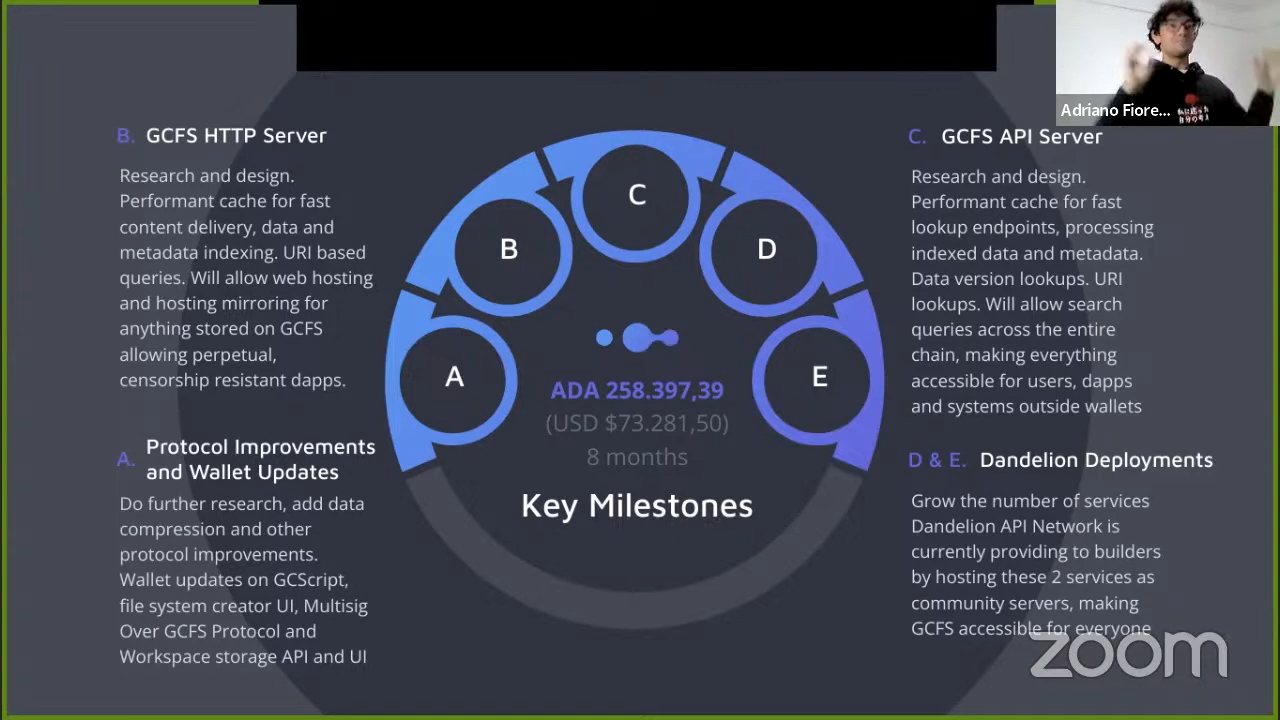 Adriano Fiore...
B. GCFS HTTP Server
Research and design.
Performant cache for fast
content delivery, data and
metadata indexing. URI based
queries. Will allow web hosting
and hosting mirroring for
anything stored on GCFS
allowing perpetual,
censorship resistant dapps.
A. Protocol Improvements
and Wallet Updates
Do further research, add data
compression and other
protocol improvements.
Wallet updates on GCScript,
file system creator UI, Multisig
Over GCFS Protocol and
Workspace storage API and UI
A
B
C
D
E
ADA 258.397,39
(USD $73.281,50)
8 months
Key Milestones
C. GCFS API Server
Research and design.
Performant cache for fast
lookup endpoints, processing
indexed data and metadata.
Data version lookups. URI
lookups. Will allow search
queries across the entire
chain, making everything
accessible for users, dapps
and systems outside wallets
D & E. Dandelion Deployments
Grow the number of services
Dandelion API Network is
currently providing to builders
by hosting these 2 services as
community servers, making
GCFS accessible for everyone
zoom